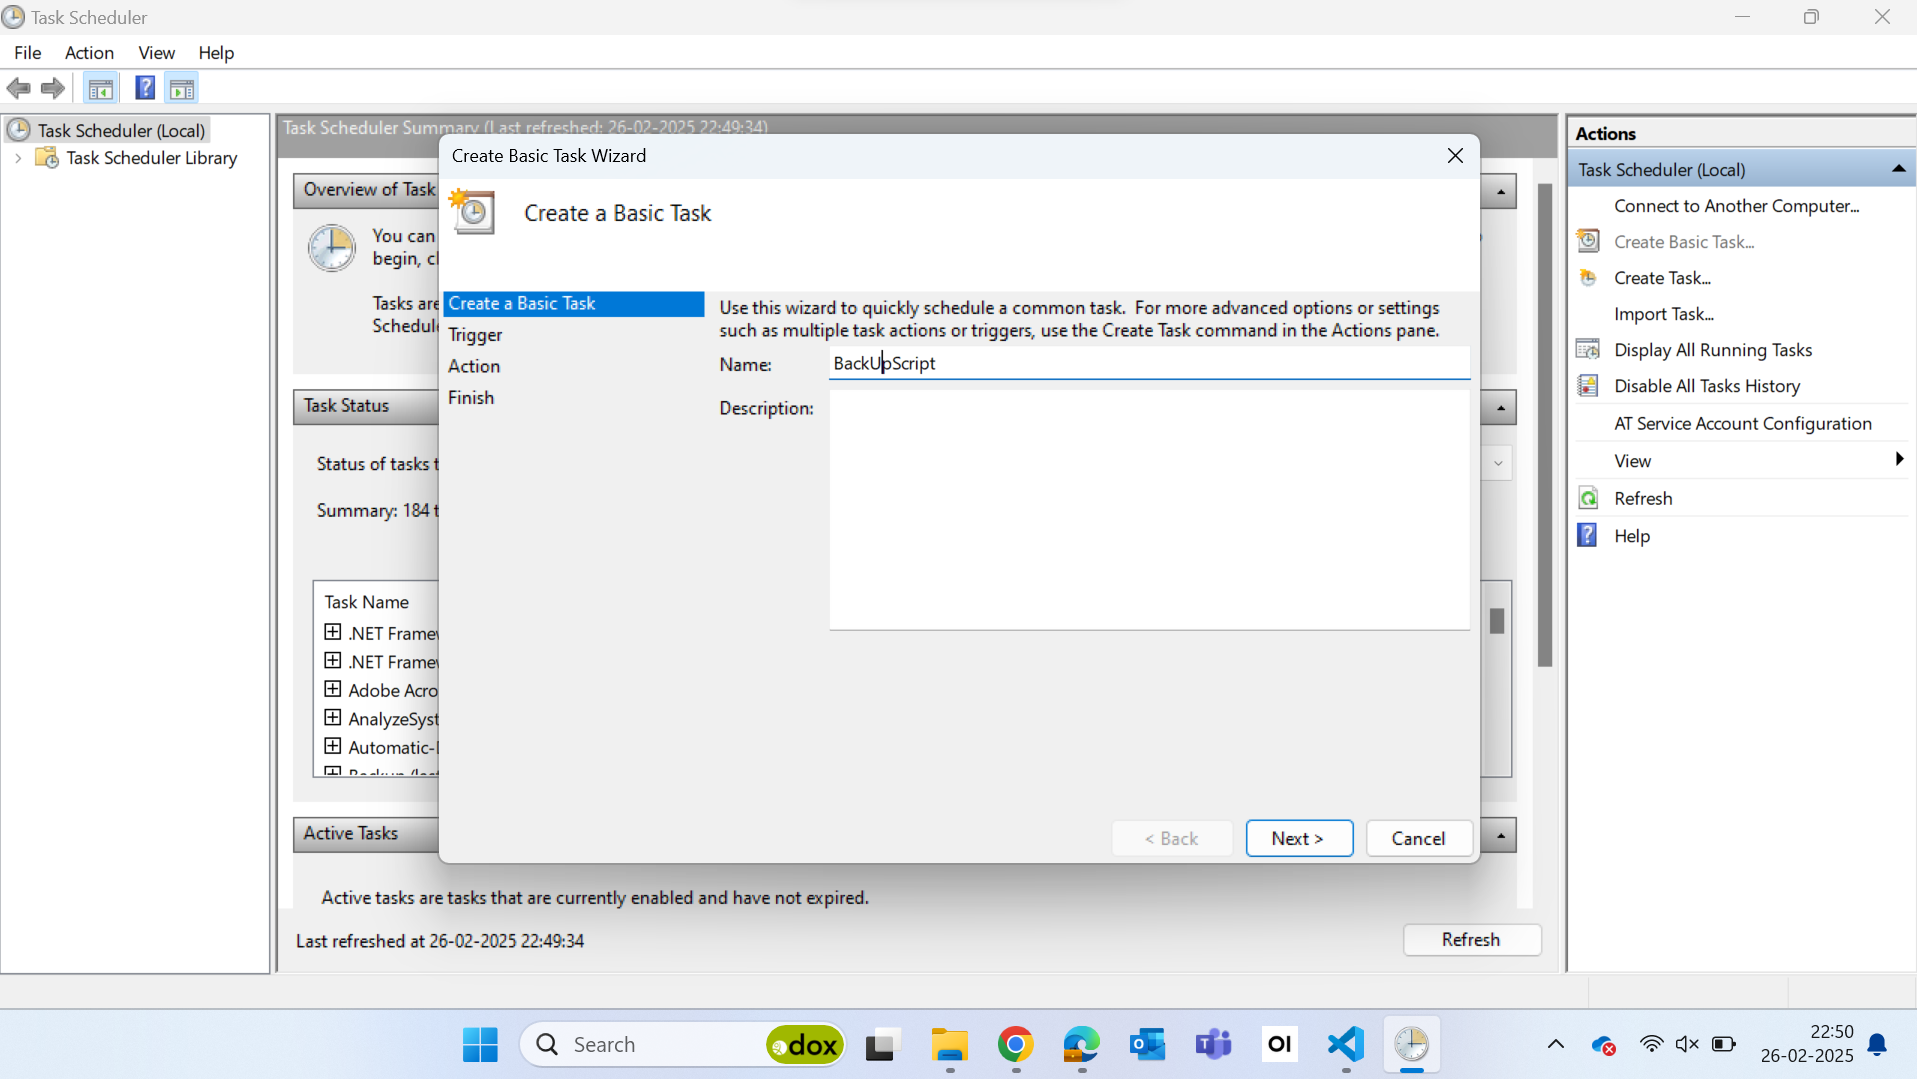 Task Scheduler
File Action View Help
Task Scheduler (Local)
Task Scheduler Library
Task Scheduler Summary (Last refreshed: 26-02-2025 22:49:34)
Overview of Task
You can
begin, cl
Tasks are
Schedul
Task Status
Status of tasks t
Summary: 184 t
Task Name
.NET Frame
.NET Frame
Adobe Acro
AnalyzeSyst
Automatic-
Backup
Active Tasks
Active tasks are tasks that are currently enabled and have not expired.
Last refreshed at 26-02-2025 22:49:34
Refresh
Create Basic Task Wizard
Create a Basic Task
Create a Basic Task
Trigger
Action
Finish
Use this wizard to quickly schedule a common task. For more advanced options or settings
such as multiple task actions or triggers, use the Create Task command in the Actions pane.
Name: BackUpScript
Description:
< Back Next > Cancel
Actions
Task Scheduler (Local)
Connect to Another Computer...
Create Basic Task...
Create Task...
Import Task...
Display All Running Tasks
Disable All Tasks History
AT Service Account Configuration
View
Refresh
Help
Search
dox
OI
22:50
26-02-2025